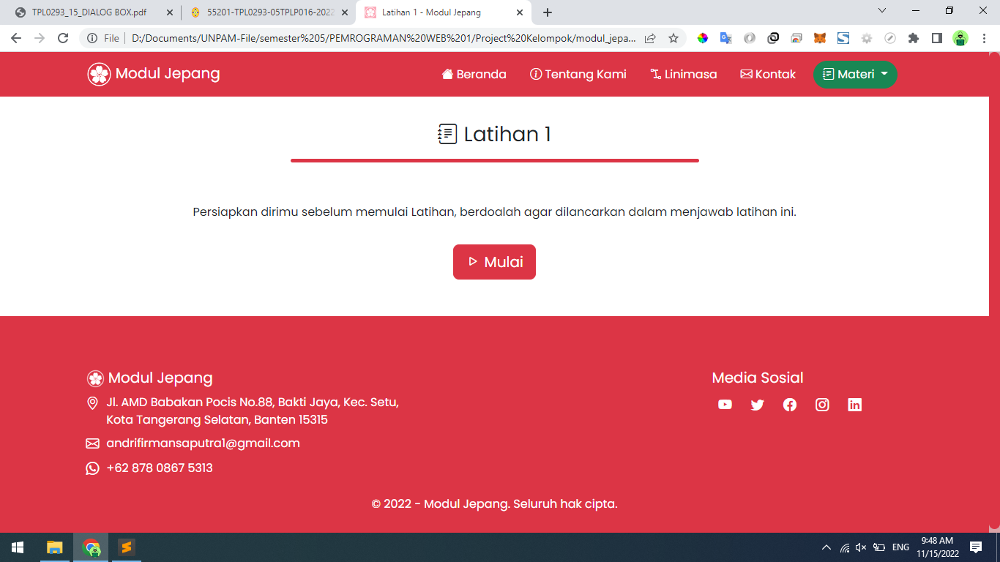 TPL0293_15_DIALOG BOX.pdf
55201-TPL0293-05TPLP016-2022
Latihan 1 - Modul Jepang
File
D:/Documents/UNPAM-File/semester%205/PEMROGRAMAN%20WEB%201/Project%20Kelompok/modul_jepa...
Modul Jepang
Beranda
Tentang Kami
Linimasa
Kontak
Materi
Latihan 1
Persiapkan dirimu sebelum memulai Latihan, berdoalah agar dilancarkan dalam menjawab latihan ini.
Mulai
Modul Jepang
Jl. AMD Babakan Pocis No.88, Bakti Jaya, Kec. Setu,
Kota Tangerang Selatan, Banten 15315
andrifirmansaputra1@gmail.com
+62 878 0867 5313
Media Sosial
© 2022 - Modul Jepang. Seluruh hak cipta.
ENG
9:48 AM
11/15/2022